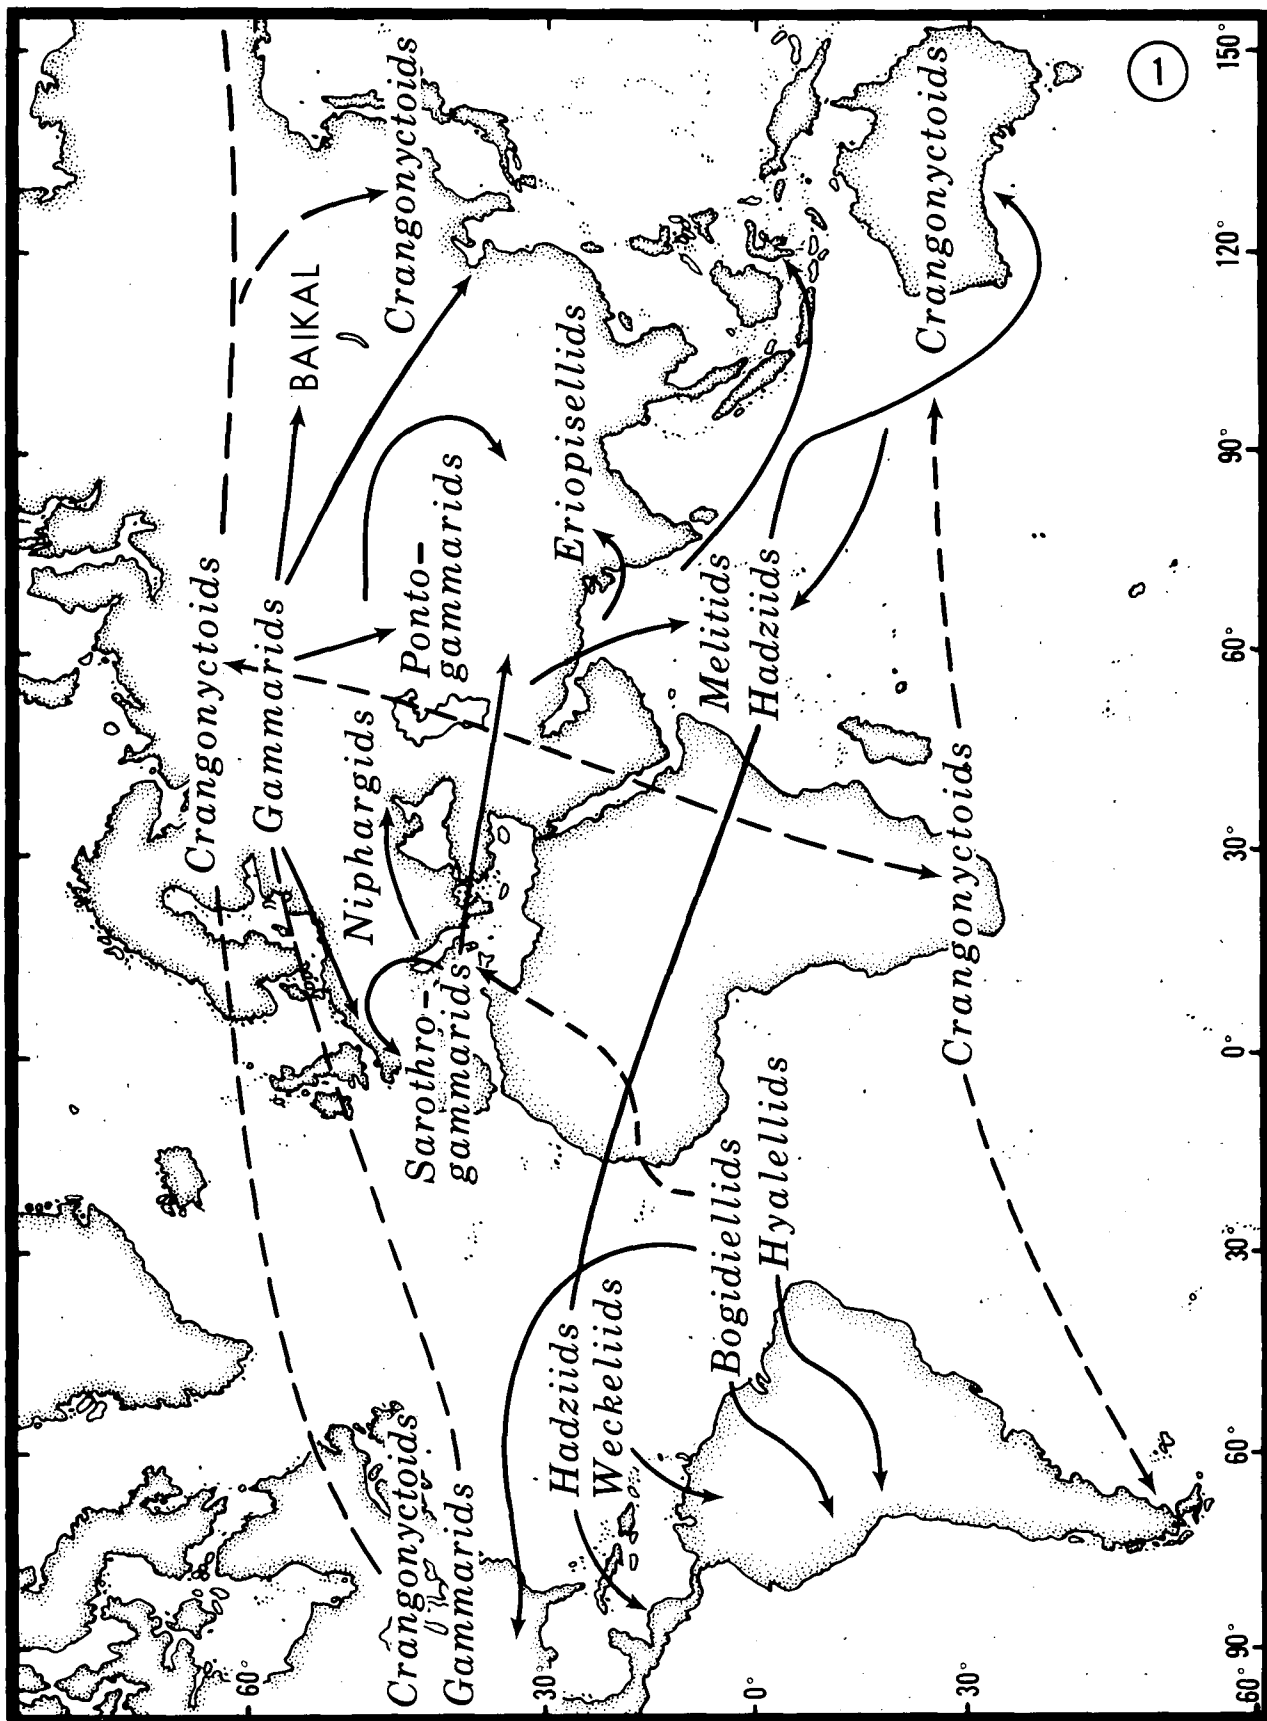 Crangonyctoids
Gammarids
BAIKAL
Crangonyctoids
Crangonyctoids
Gammarids
Niphargids
Ponto-
gammarids
Sarothro-
gammarids
Eriopisellids
Hadziids
Weckeliids
Melitids
Hadziids
Bogidiellids
Hyalellids
Crangonyctoids
Crangonyctoids
1
60°
30°
0°
30°
60°
90°
60°
30°
0°
30°
60°
90°
120°
150°